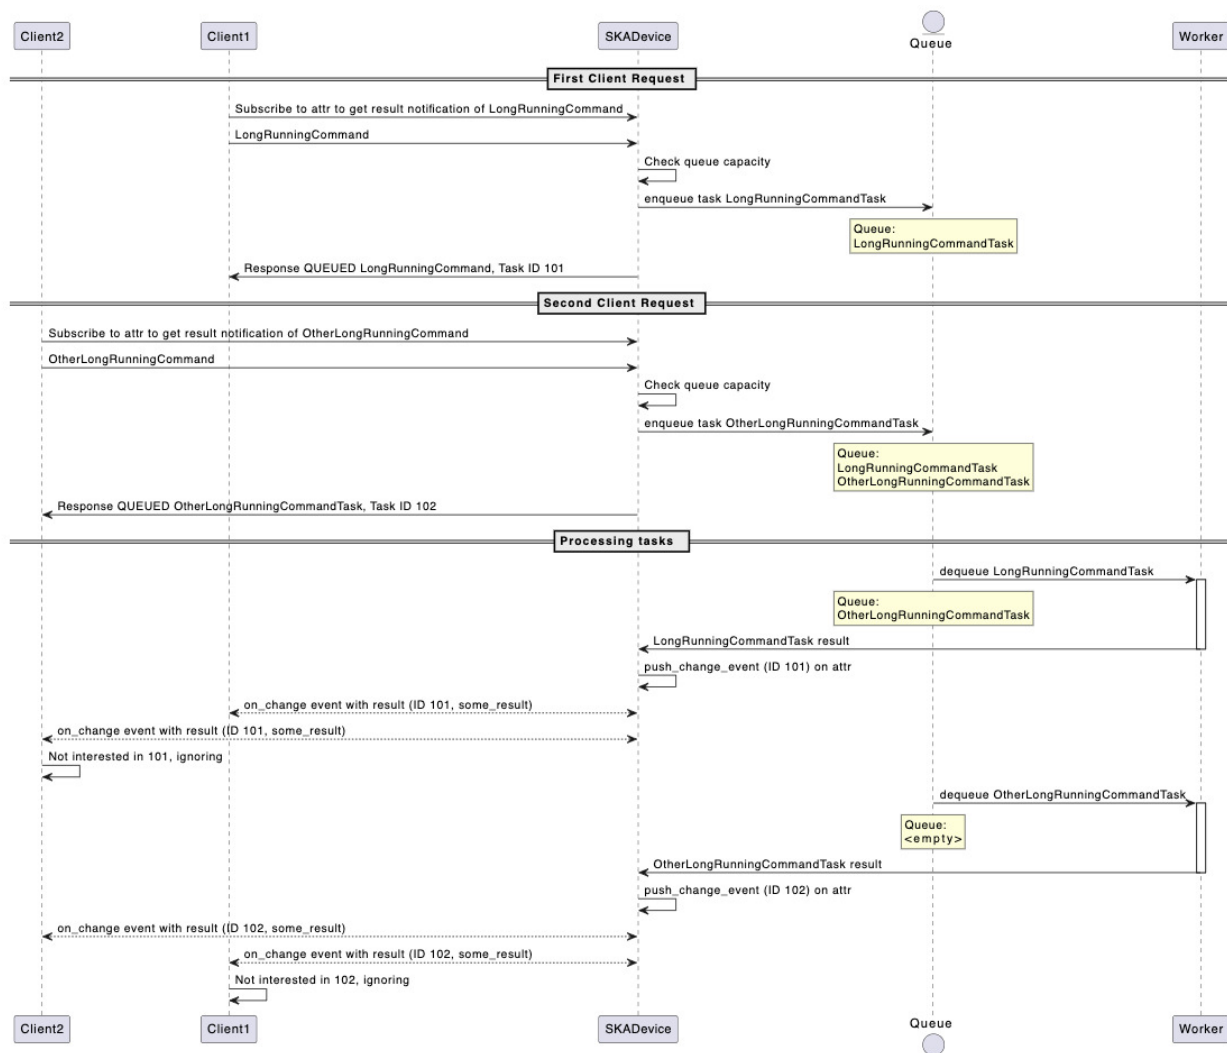 Client2
Client1
SKADevice
Queue
Worker
First Client Request
Subscribe to attr to get result notification of LongRunningCommand
LongRunningCommand
Check queue capacity
enqueue task LongRunningCommandTask
Queue:
LongRunningCommandTask
Response QUEUED LongRunningCommand, Task ID 101
Second Client Request
Subscribe to attr to get result notification of OtherLongRunningCommand
OtherLongRunningCommand
Check queue capacity
enqueue task OtherLongRunningCommandTask
Queue:
LongRunningCommandTask
OtherLongRunningCommandTask
Response QUEUED OtherLongRunningCommandTask, Task ID 102
Processing tasks
dequeue LongRunningCommandTask
Queue:
OtherLongRunningCommandTask
LongRunningCommandTask result
push_change_event (ID 101) on attr
on_change event with result (ID 101, some_result)
on_change event with result (ID 101, some_result)
Not interested in 101, ignoring
dequeue OtherLongRunningCommandTask
Queue:
<empty>
OtherLongRunningCommandTask result
push_change_event (ID 102) on attr
on_change event with result (ID 102, some_result)
on_change event with result (ID 102, some_result)
Not interested in 102, ignoring
Client2
Client1
SKADevice
Queue
Worker